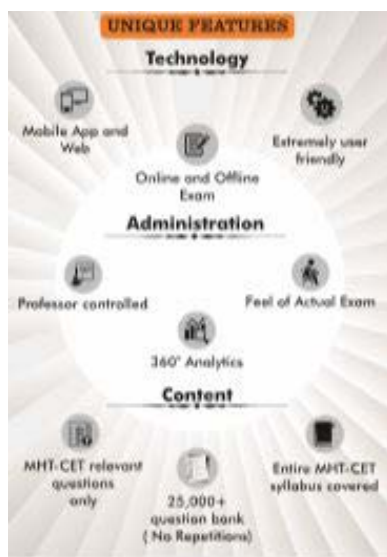 UNIQUE FEATURES
Technology
Mobile App and
Web
Extremely user
friendly
Online and Offline
Exam
Administration
Professor controlled
Feel of Actual Exam
360° Analytics
Content
MHT-CET relevant
questions
only
Entire MHT-CET
syllabus covered
25,000+
question bank
( No Repetitions)